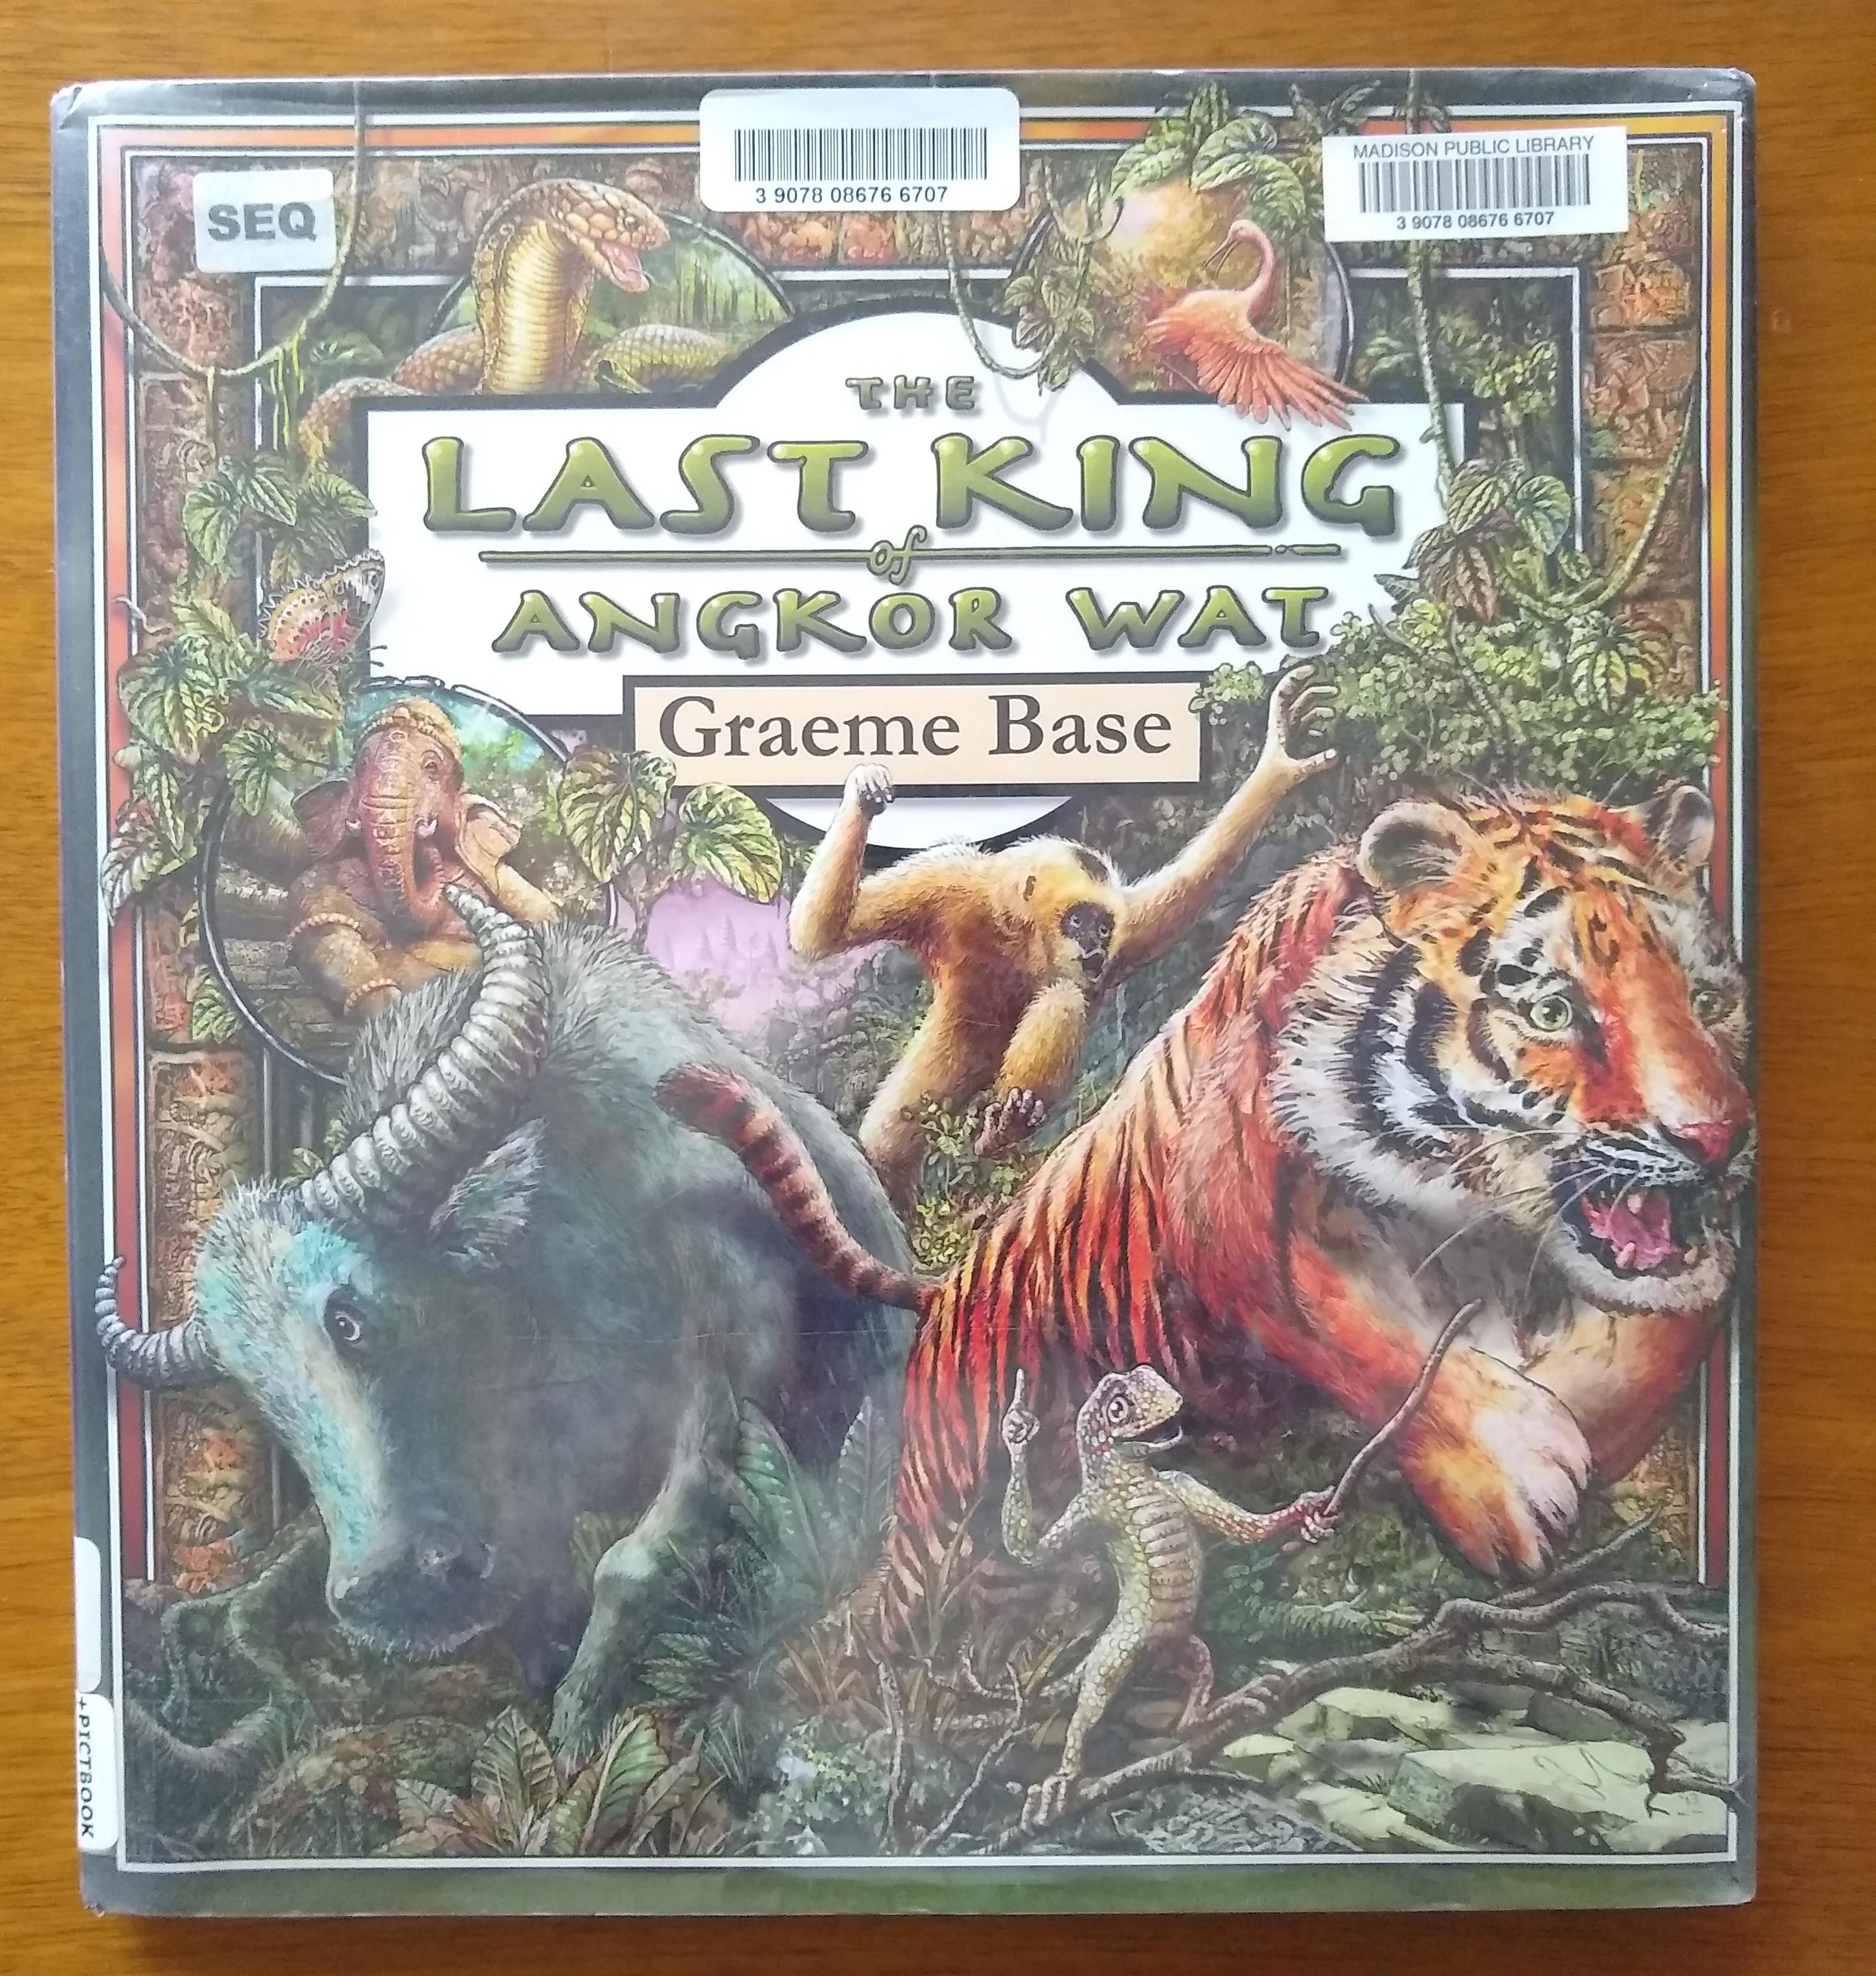 SEQ
3 9078 08676 6707
MADISON PUBLIC LIBRARY
3 9078 08676 6707
THE
LAST KING
of
ANGKOR WAT
Graeme Base
+PICTBOOK